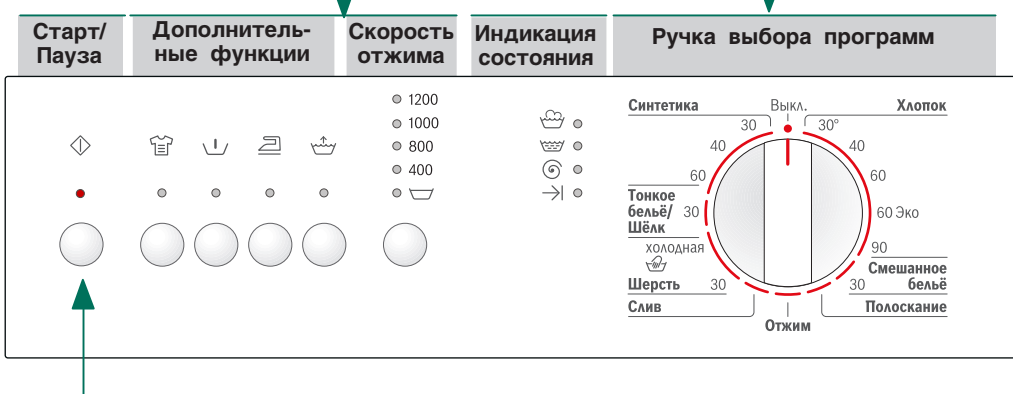 Старт/
Пауза
Дополнитель-
ные функции
Скорость
отжима
Индикация
состояния
Ручка выбора программ
1200
1000
800
400
Синтетика
Выкл.
Хлопок
30
30°
40
40
60
60
Тонкое
бельё/
Шёлк
30
60 Эко
холодная
90
Смешанное
бельё
30
Шерсть
30
Слив
Полоскание
Отжим